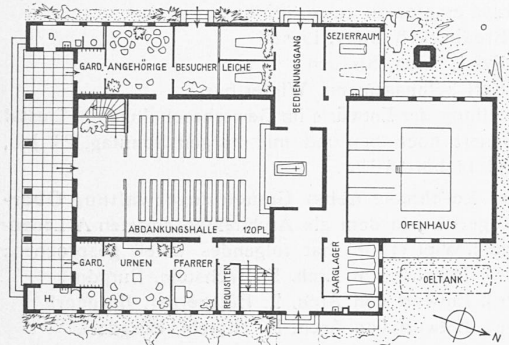 D.
GARD.
ANGEHÖRIGE
BESUCHER
LEICHE
BEDIENUNGSGANG
SEZIERRAUM
ABDANKUNGSHALLE 120PL.
OFENHAUS
GARD.
URNEN
PFARRER
REQUISITEN
SARGLAGER
OELTANK
H.
N